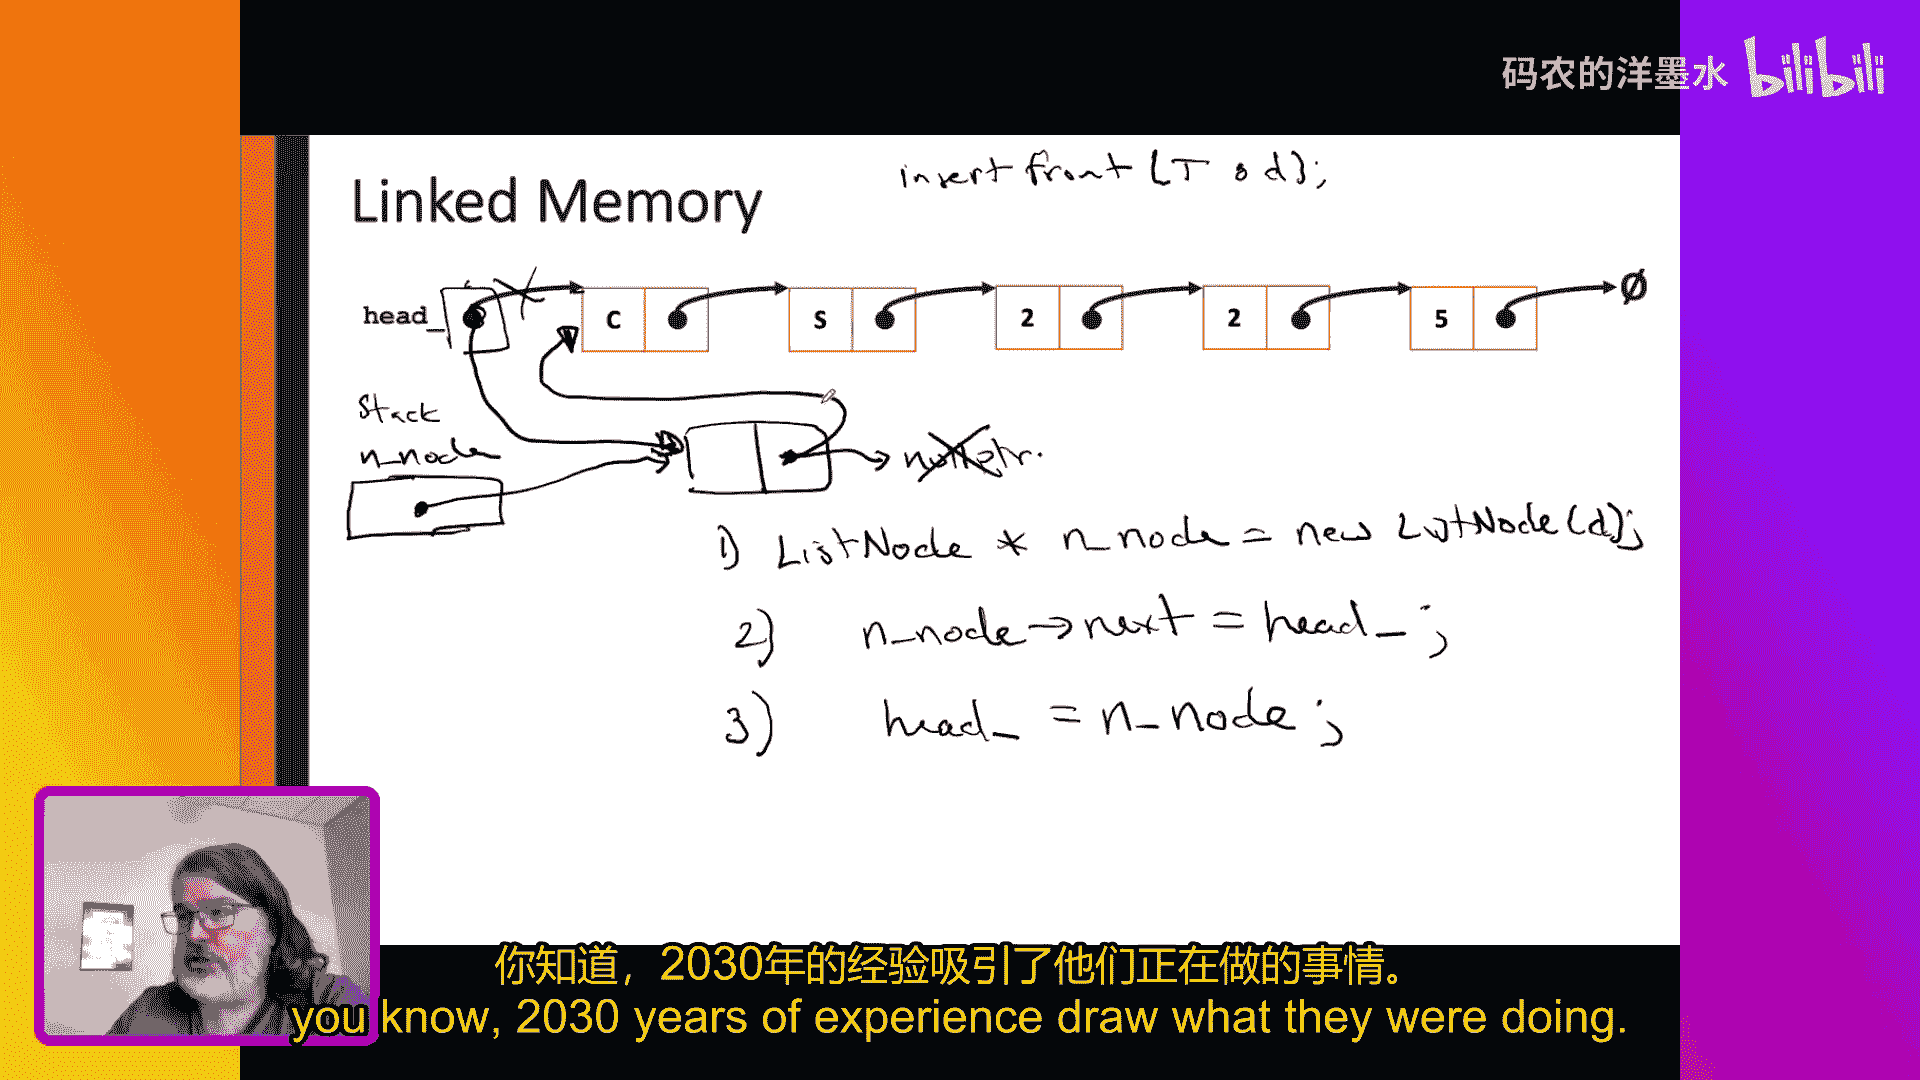 码农的洋墨水 bilibili
insertfront(T & d);
Linked Memory
head_ C S 2 2 5 Ø
Stack
n_node
nullptr.
1) ListNode * n_node = new ListNode(d);
2) n_node→next = head_;
3) head_ = n_node;
你知道，2030年的经验吸引了他们正在做的事情。
you know, 2030 years of experience draw what they were doing.